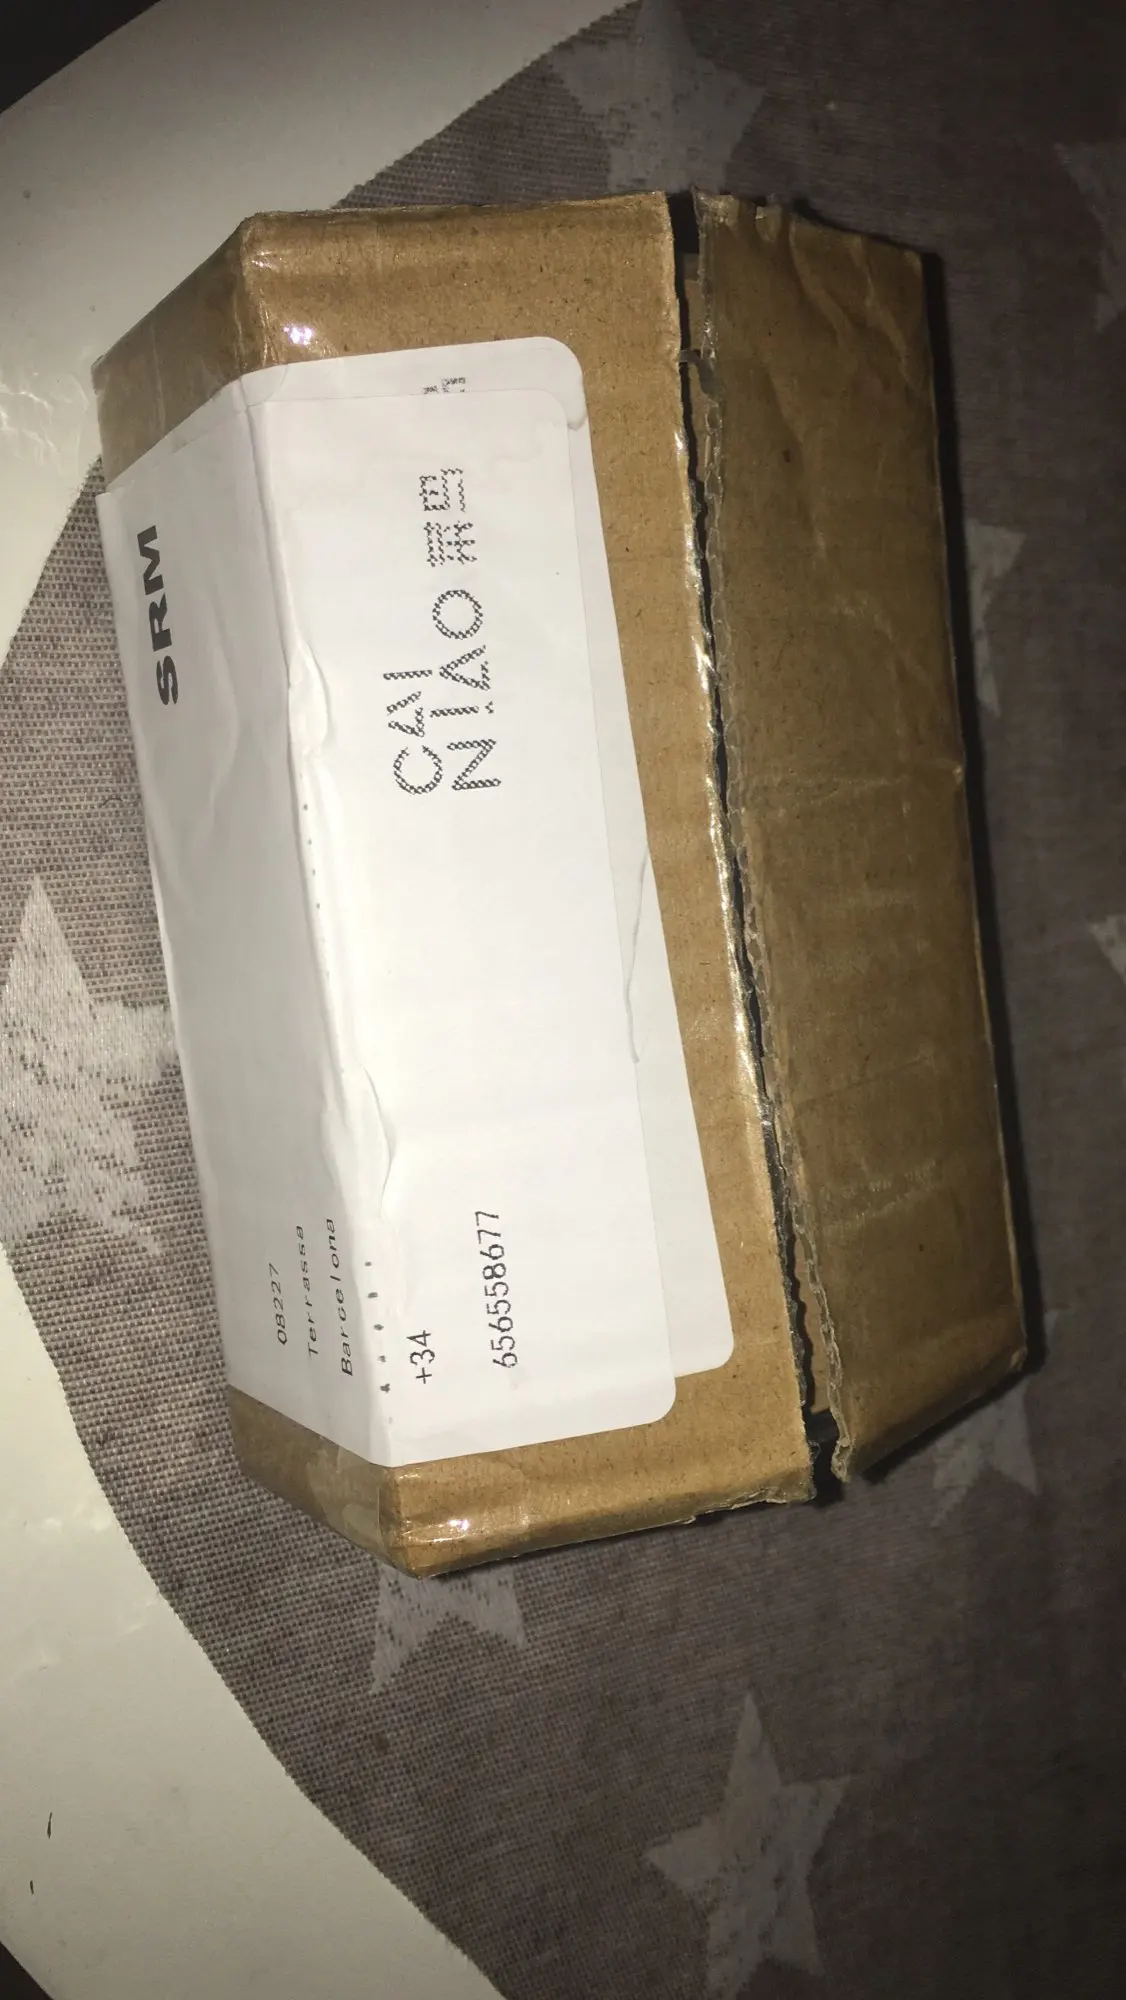 SRM
08227
Terrassa
Barcelona
+34
656558677
CAI
NIAO 菜鸟